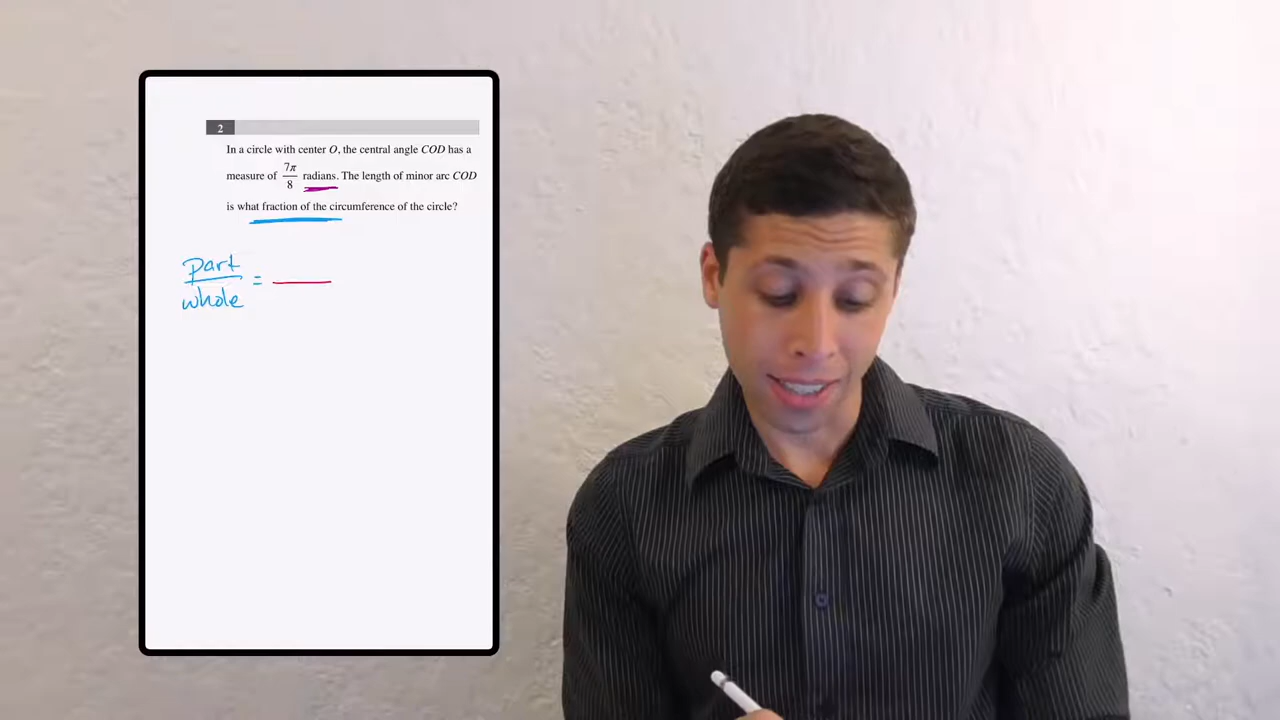 2
In a circle with center O, the central angle COD has a
measure of 7π/8 radians. The length of minor arc COD
is what fraction of the circumference of the circle?
part
whole =